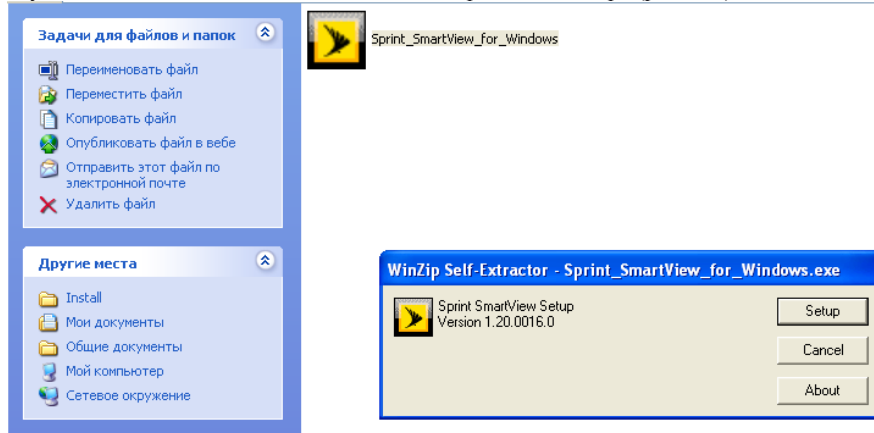 Задачи для файлов и папок
Переименовать файл
Переместить файл
Копировать файл
Опубликовать файл в вебе
Отправить этот файл по
электронной почте
Удалить файл
Другие места
Install
Мои документы
Общие документы
Мой компьютер
Сетевое окружение
Sprint_SmartView_for_Windows
WinZip Self-Extractor - Sprint_SmartView_for_Windows.exe
Sprint SmartView Setup
Version 1.20.0016.0
Setup
Cancel
About